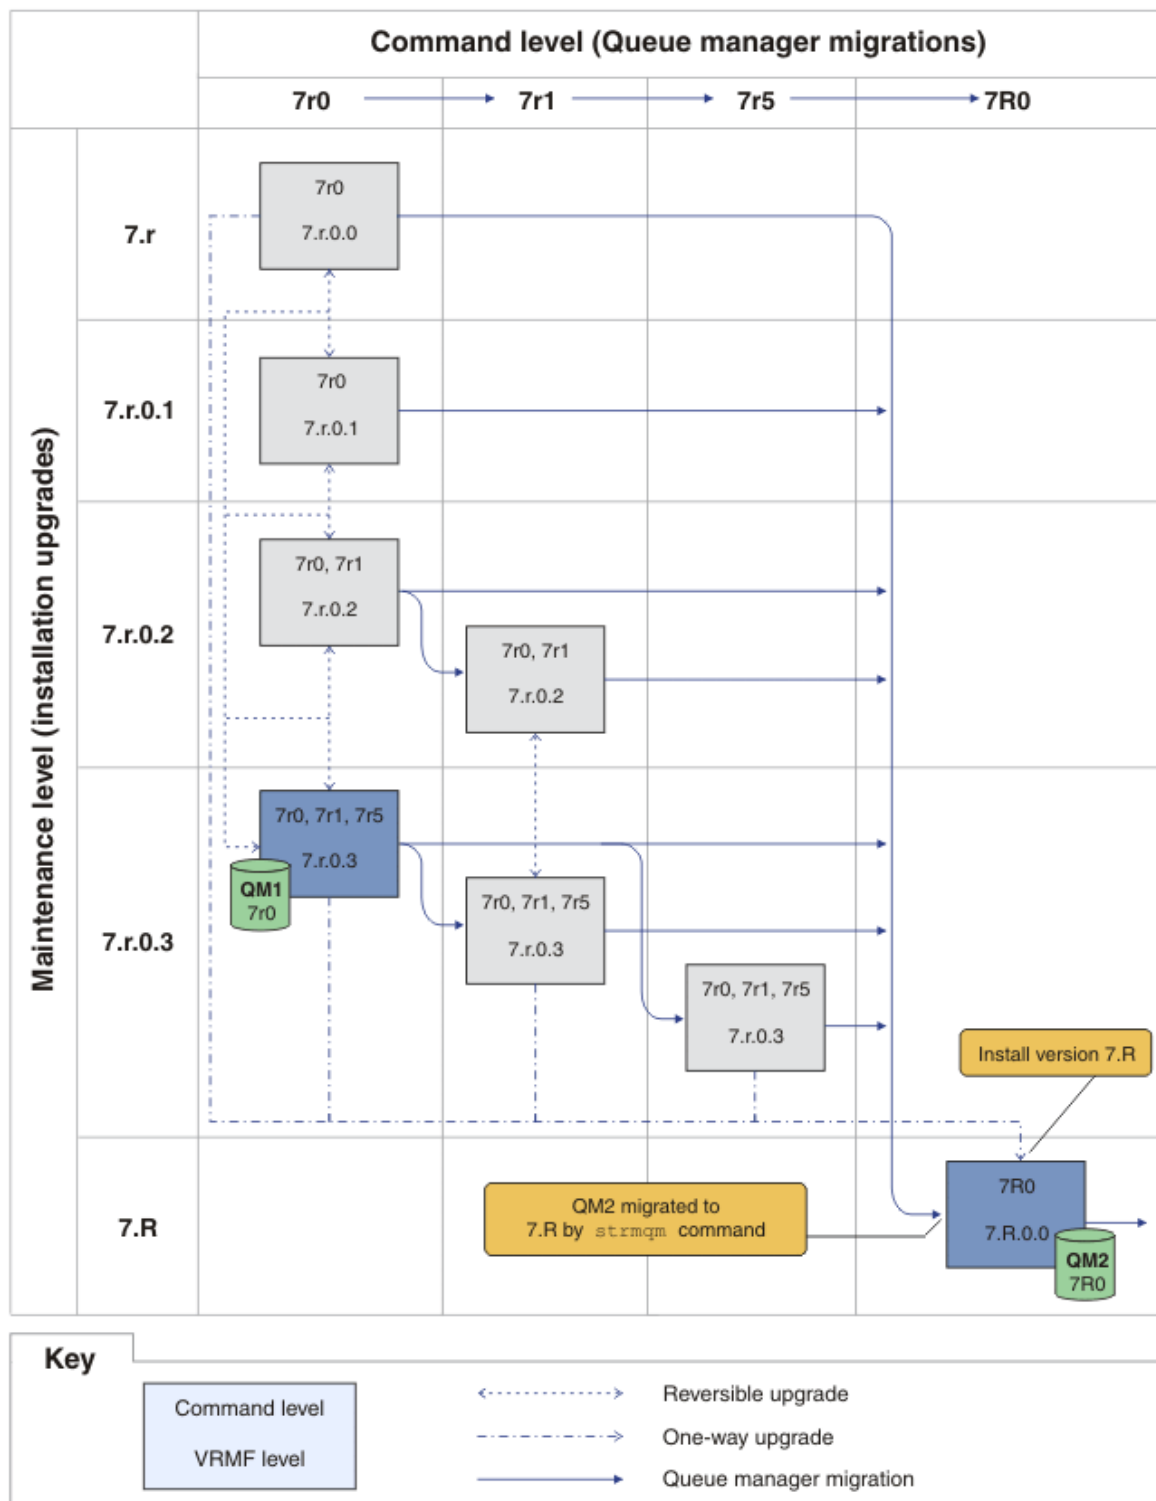 Command level (Queue manager migrations)
7r0
7r1
7r5
7R0
Maintenance level (installation upgrades)
7.r
7r0
7.r.0.0
7.r.0.1
7r0
7.r.0.1
7.r.0.2
7r0, 7r1
7.r.0.2
7r0, 7r1
7.r.0.2
7.r.0.3
7r0, 7r1, 7r5
7.r.0.3
QM1
7r0
7r0, 7r1, 7r5
7.r.0.3
7r0, 7r1, 7r5
7.r.0.3
Install version 7.R
7.R
QM2 migrated to
7.R by strmqm command
7R0
7.R.0.0
QM2
7R0
Key
Command level
VRMF level
Reversible upgrade
One-way upgrade
Queue manager migration